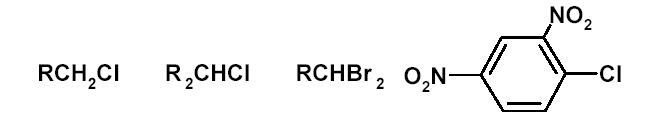 NO₂
RCH₂Cl R₂CHCl RCHBr₂ O₂N Cl